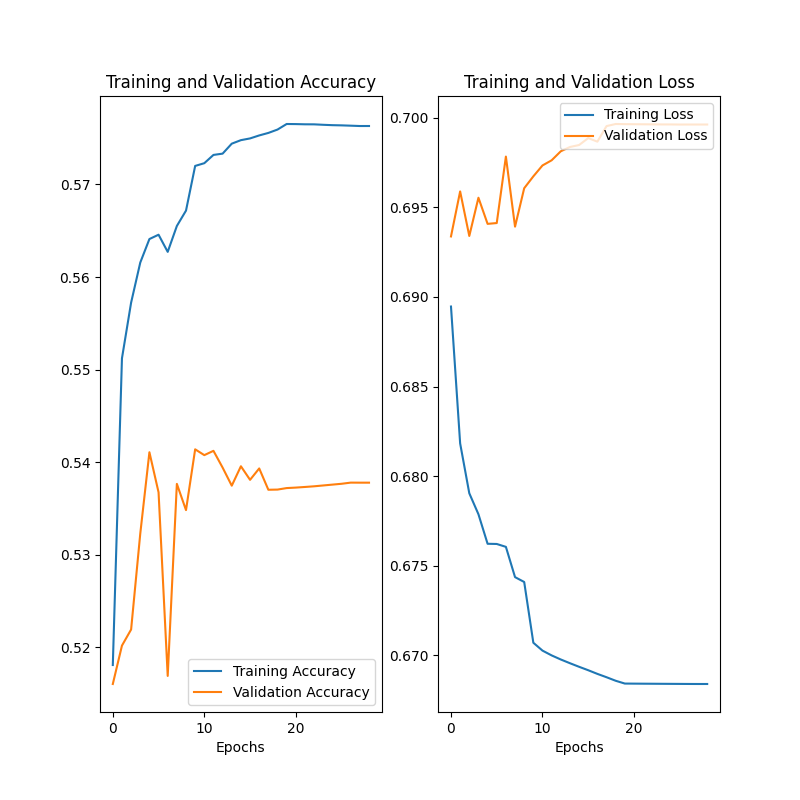 Training and Validation Accuracy
0.57
0.56
0.55
0.54
0.53
0.52
0
10
20
Epochs
Training Accuracy
Validation Accuracy
Training and Validation Loss
0.700
0.695
0.690
0.685
0.680
0.675
0.670
0
10
20
Epochs
Training Loss
Validation Loss